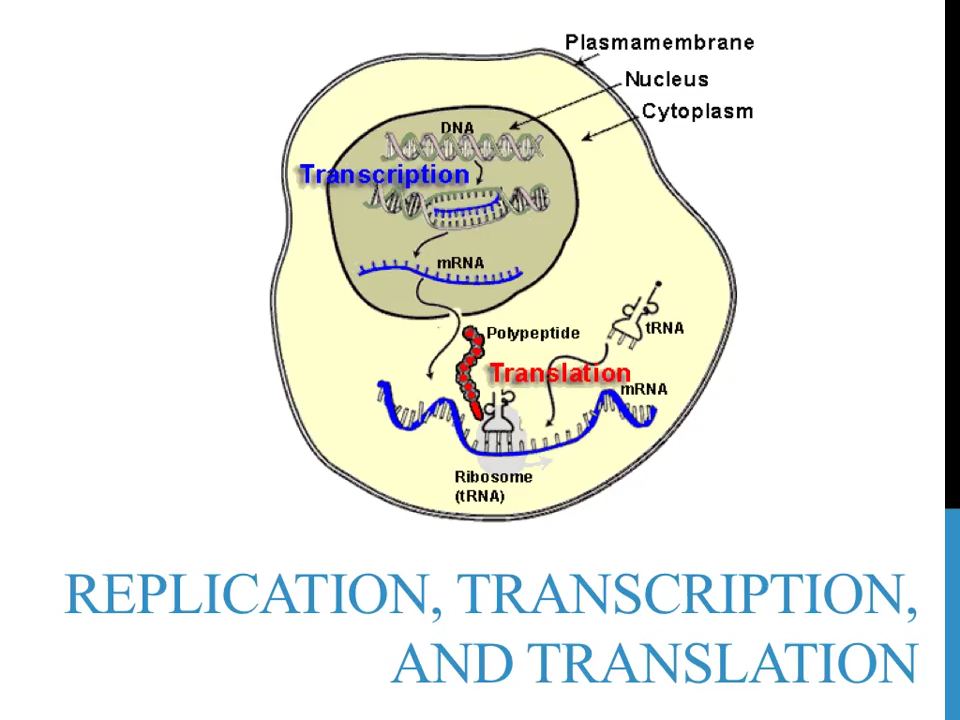 Plasmamembrane
Nucleus
Cytoplasm
DNA
Transcription
mRNA
Polypeptide
tRNA
Translation
mRNA
Ribosome
(tRNA)
REPLICATION, TRANSCRIPTION,
AND TRANSLATION